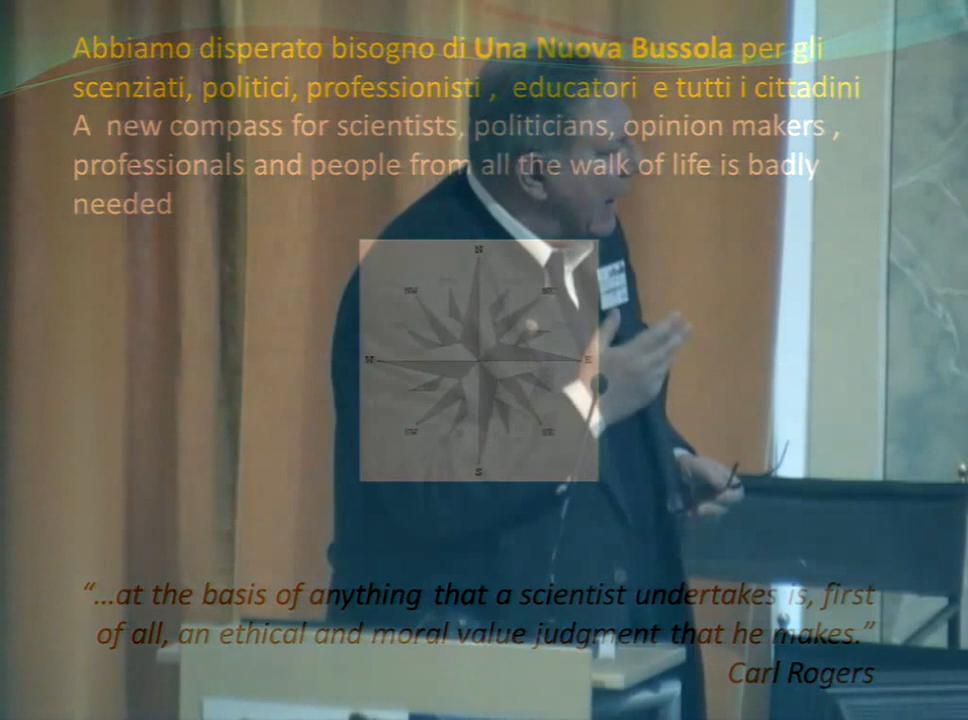 Abbiamo disperato bisogno di Una Nuova Bussola per gli
scenziati, politici, professionisti , educatori e tutti i cittadini
A new compass for scientists, politicians, opinion makers ,
professionals and people from all the walk of life is badly
needed
N
W
E
S
"...at the basis of anything that a scientist undertakes is, first
of all, an ethical and moral value judgment that he makes."
Carl Rogers